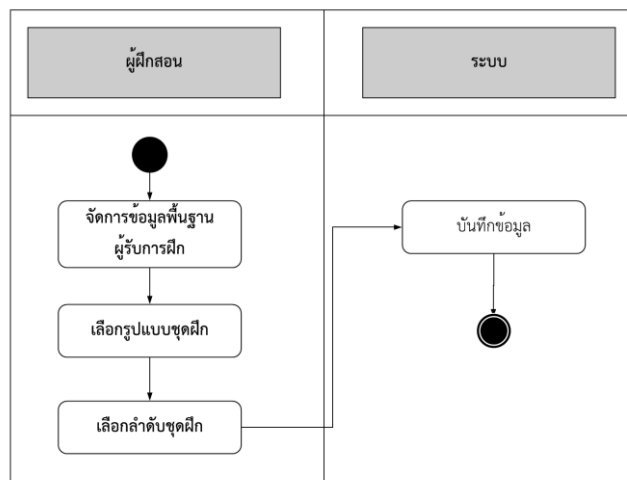 ผู้ฝึกสอน
ระบบ
จัดการข้อมูลพื้นฐาน
ผู้รับการฝึก
บันทึกข้อมูล
เลือกรูปแบบชุดฝึก
เลือกลำดับชุดฝึก